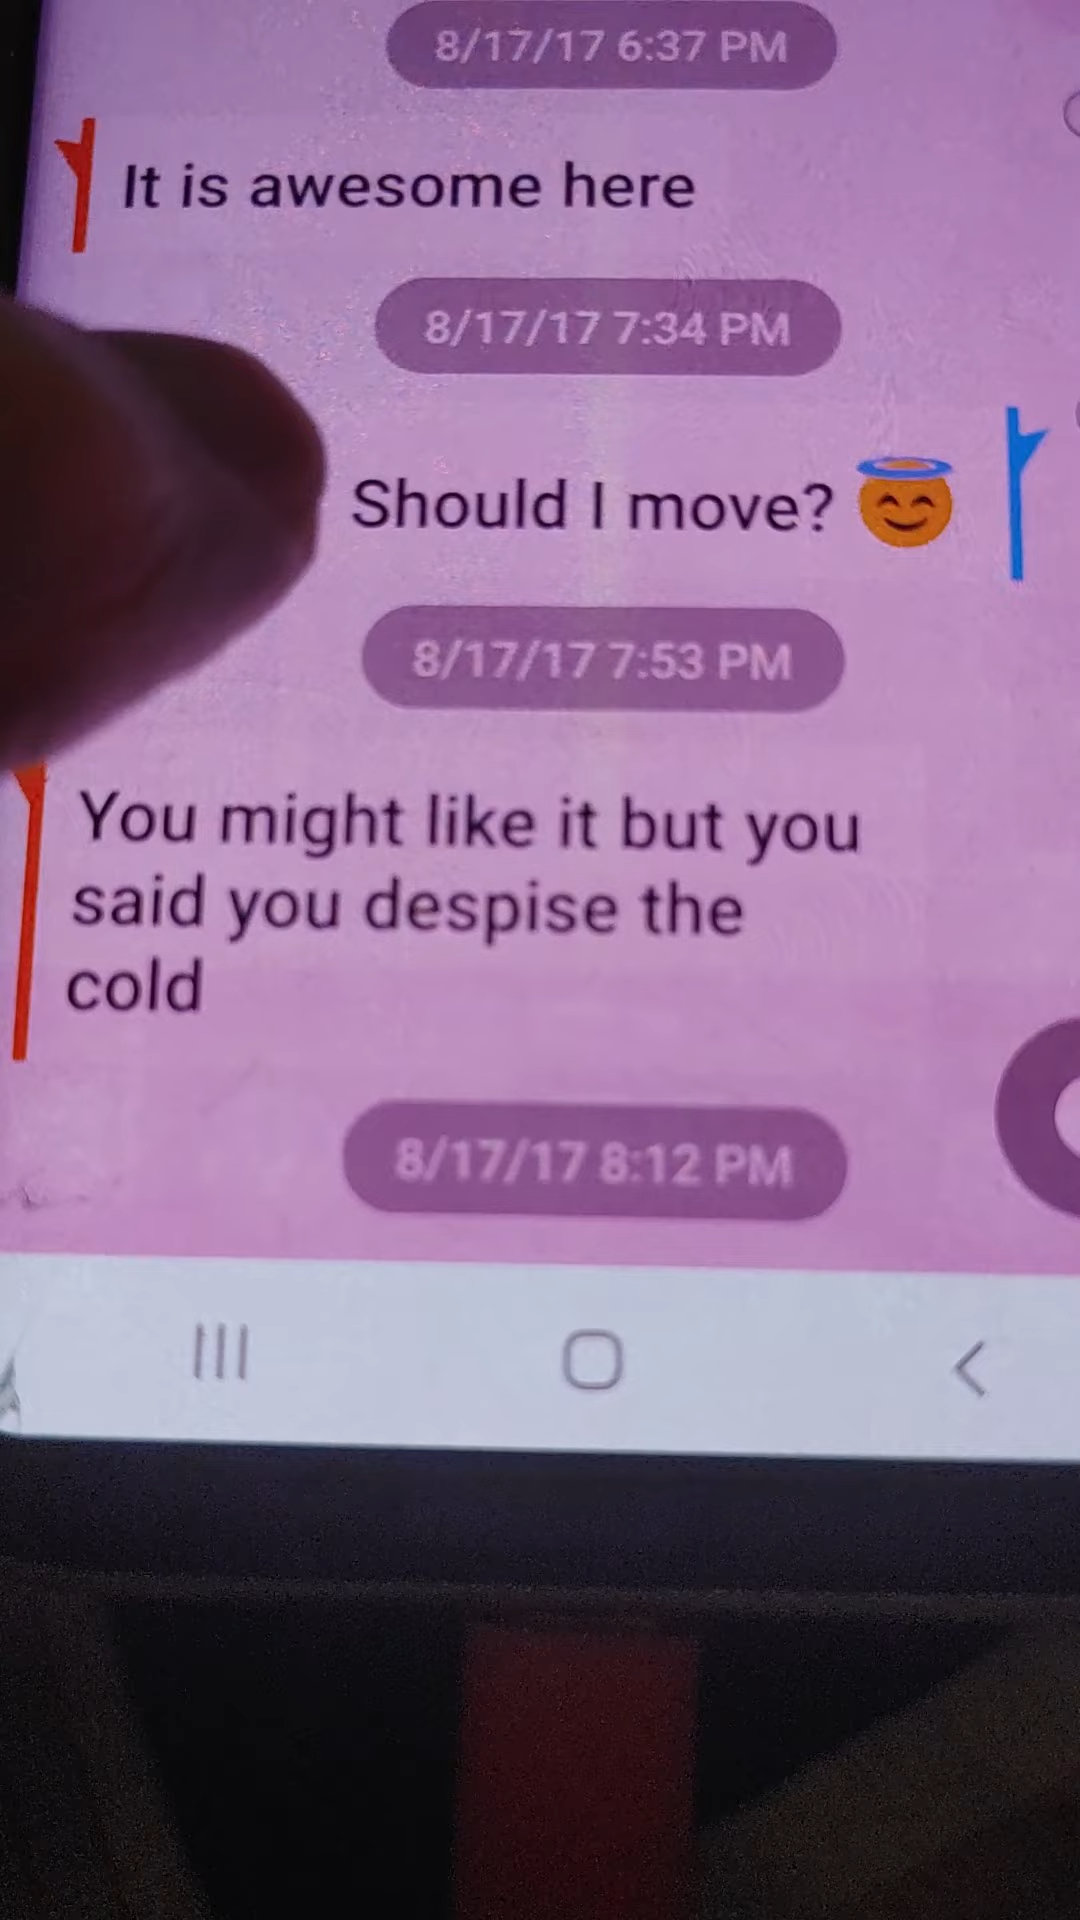 8/17/17 6:37 PM
It is awesome here
8/17/17 7:34 PM
Should I move? 😇
8/17/17 7:53 PM
You might like it but you
said you despise the
cold
8/17/17 8:12 PM